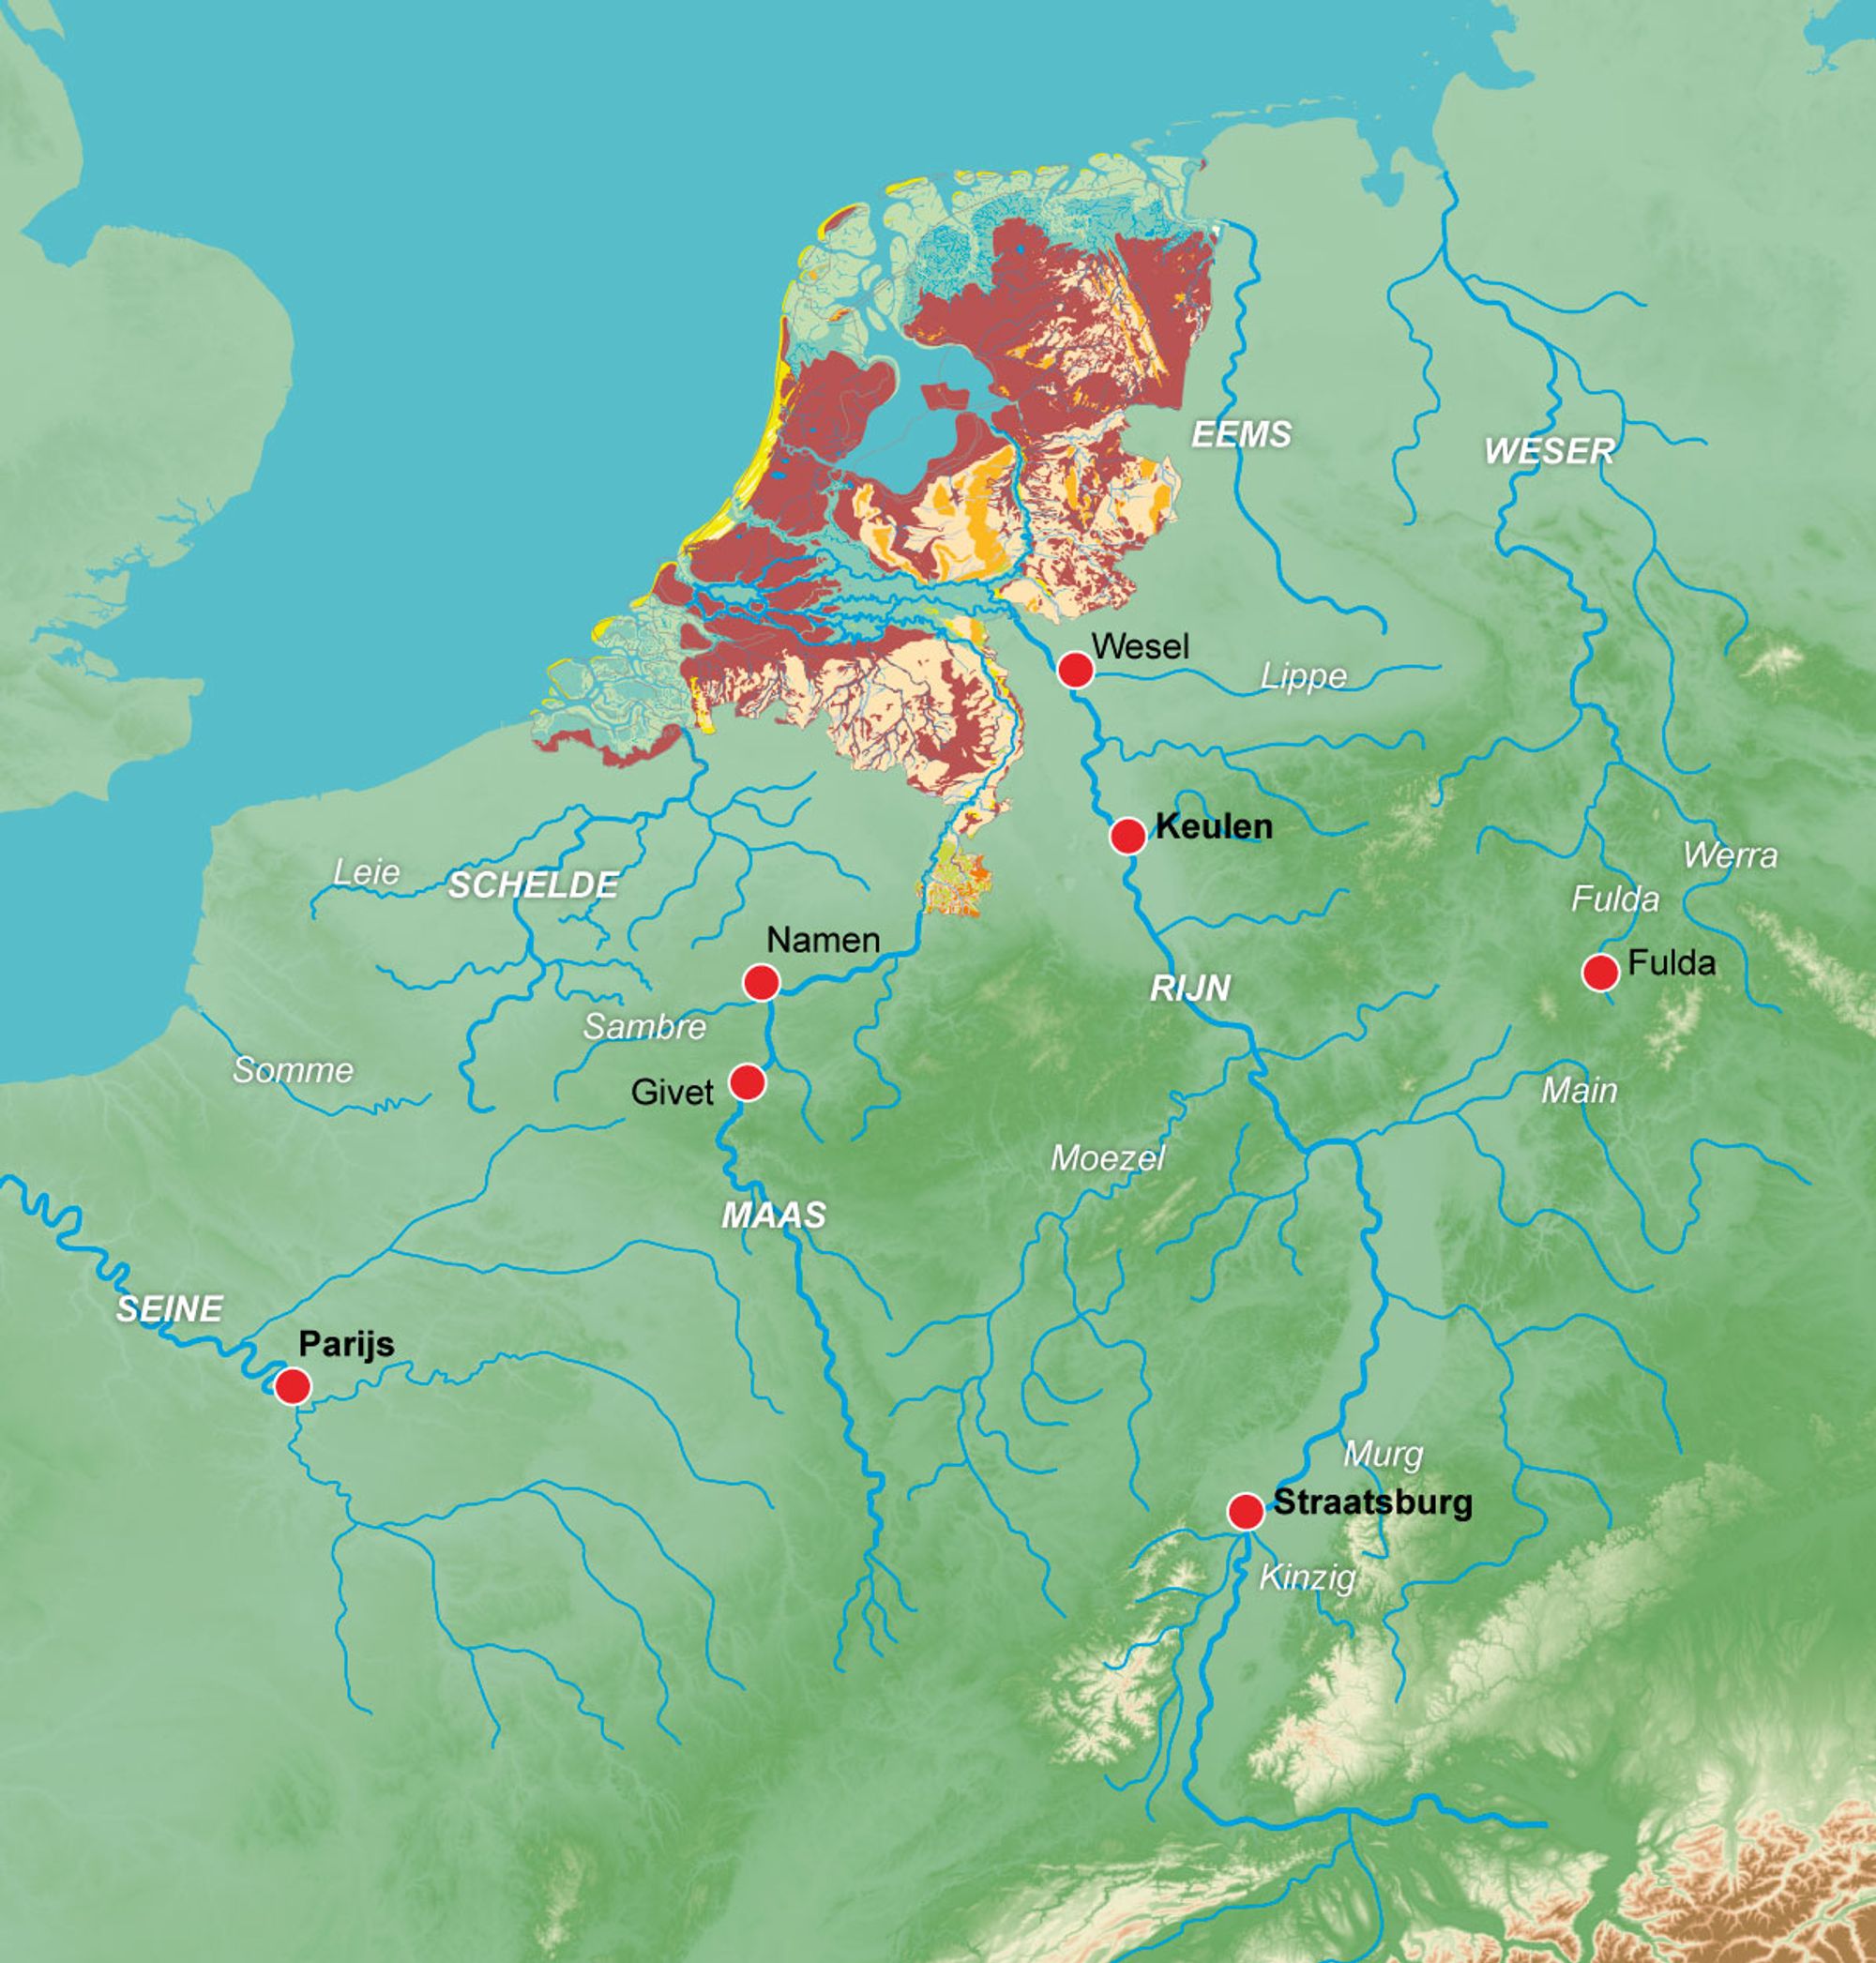 EEMS
WESER
Wesel
Lippe
Keulen
Werra
Leie
SCHELDE
Fulda
Namen
Fulda
RIJN
Sambre
Somme
Givet
Main
Moezel
MAAS
SEINE
Parijs
Murg
Straatsburg
Kinzig